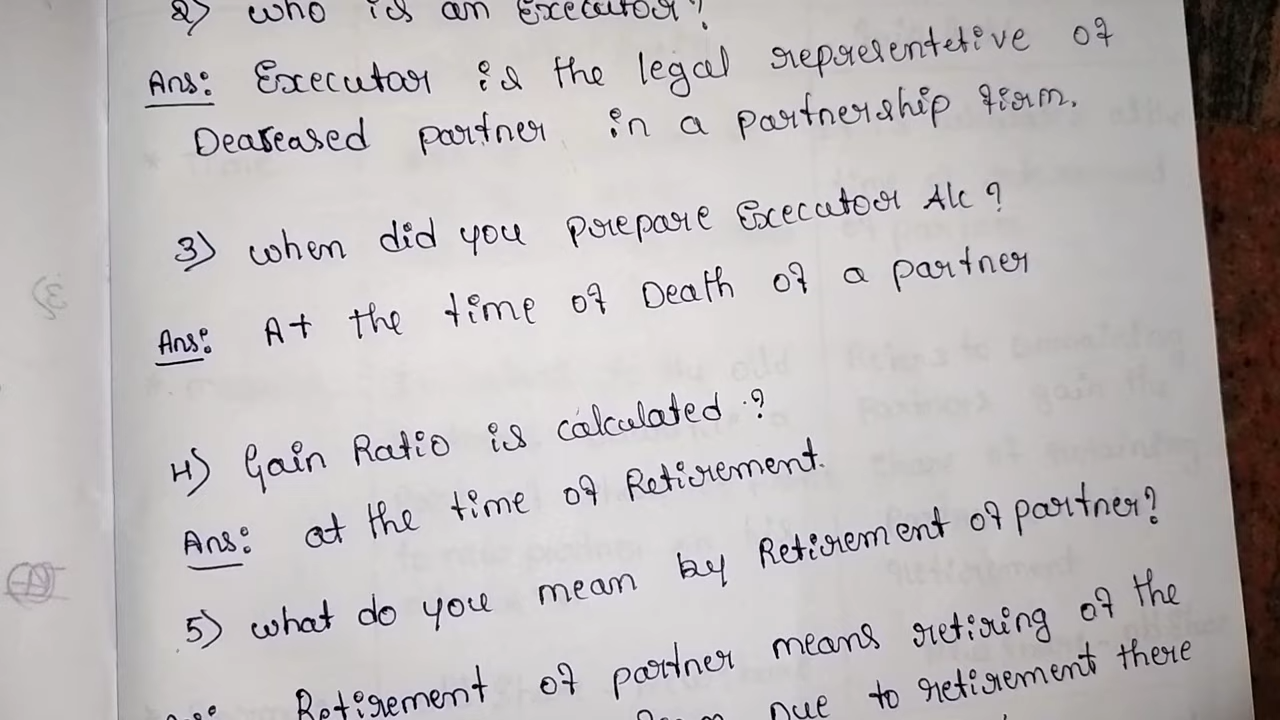 2) who is an Executor?
Ans: Executar is the legal representetive of
Deaseased partner in a partnership firm.
3) when did you prepare Executor A/c ?
Ans: At the time of Death of a partner
4) Gain Ratio is calculated ?
Ans: at the time of Retirement.
5) what do you mean by Retirement of partner?
Ans: Retirement of partner means retiring of the
Due to retirement there